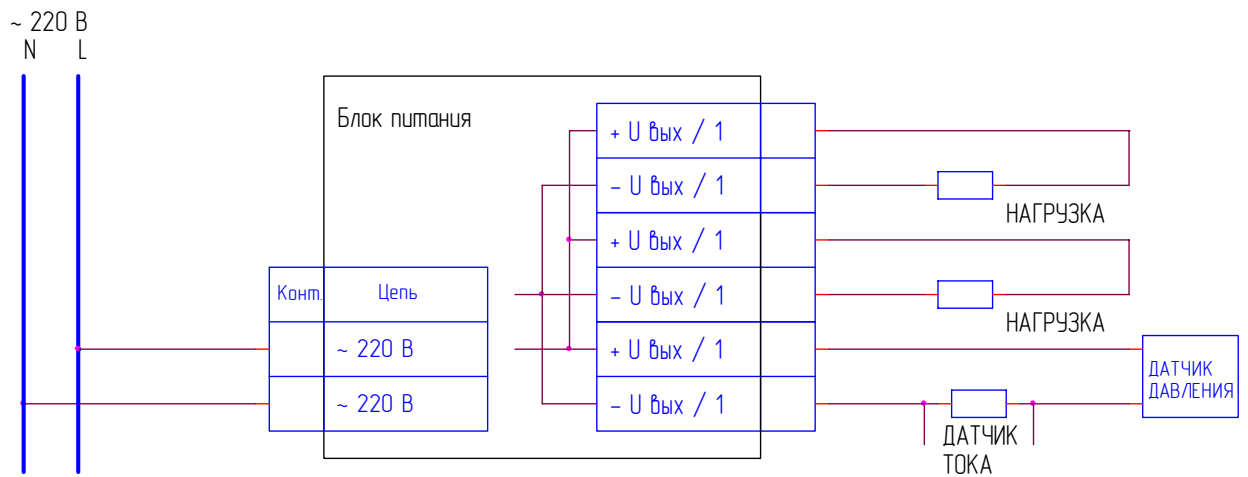 ~ 220 В
N L
Блок питания
+ U вых / 1
– U вых / 1
НАГРУЗКА
+ U вых / 1
– U вых / 1
НАГРУЗКА
+ U вых / 1
– U вых / 1
Конт. Цепь
~ 220 В
~ 220 В
ДАТЧИК
ТОКА
ДАТЧИК
ДАВЛЕНИЯ